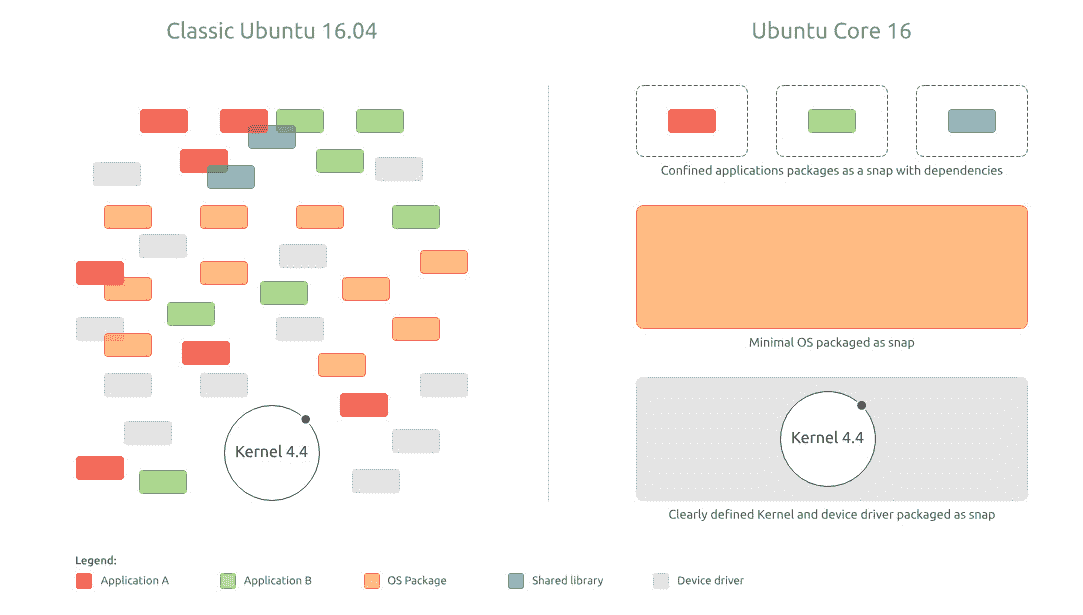 Classic Ubuntu 16.04
Ubuntu Core 16
Confined applications packages as a snap with dependencies
Minimal OS packaged as snap
Kernel 4.4
Kernel 4.4
Clearly defined Kernel and device driver packaged as snap
Legend:
Application A
Application B
OS Package
Shared library
Device driver